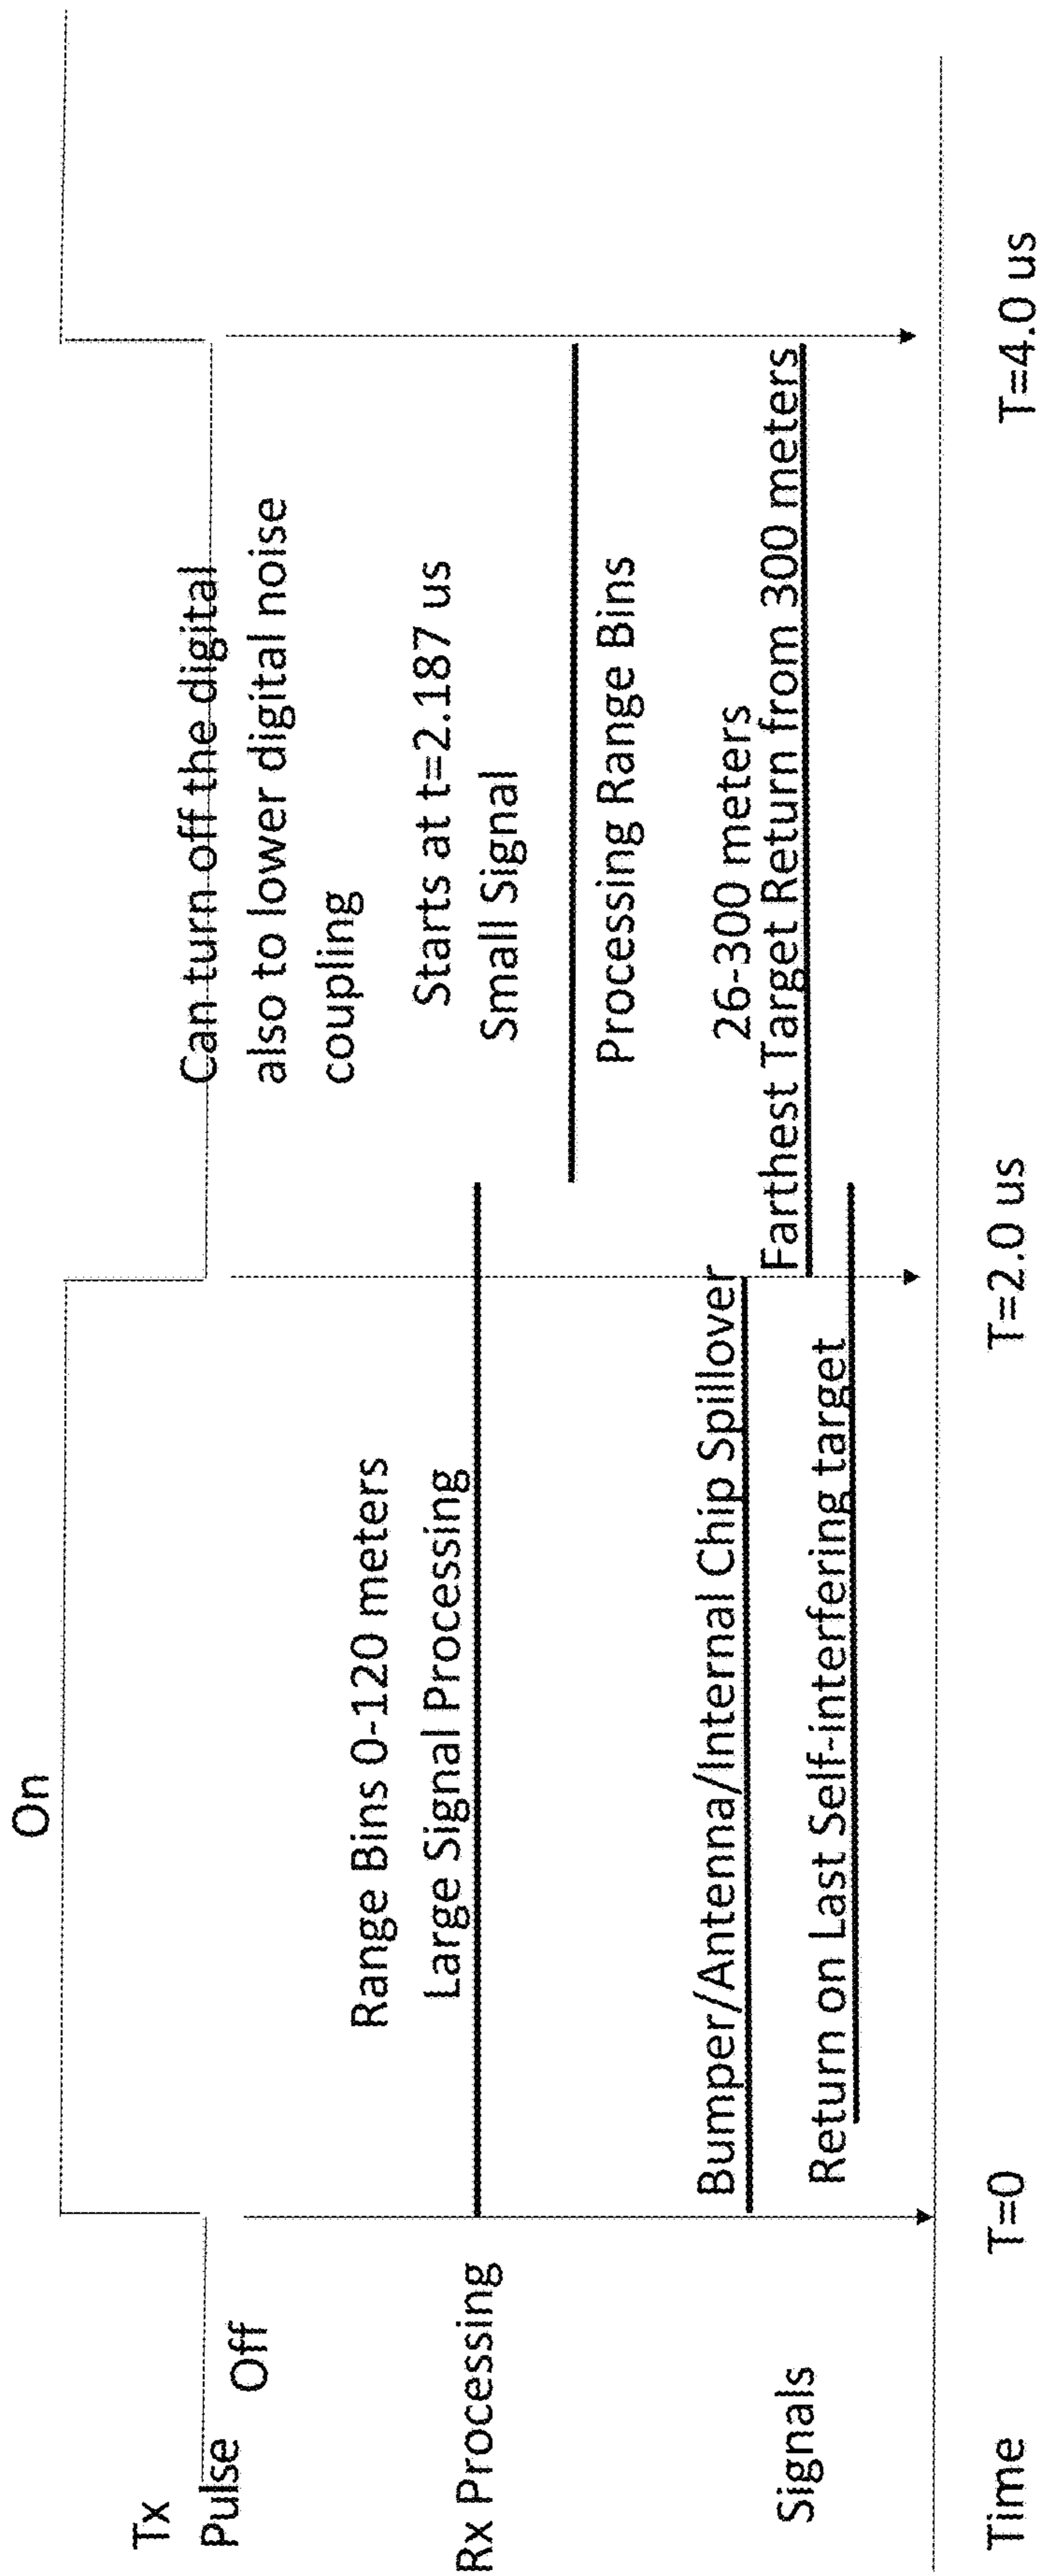 On
Tx
Pulse
Off
Can turn off the digital
also to lower digital noise
coupling
Rx Processing
Range Bins 0-120 meters
Large Signal Processing
Starts at t=2.187 us
Small Signal
Processing Range Bins
26-300 meters
Signals
Bumper/Antenna/Internal Chip Spillover
Farthest Target Return from 300 meters
Return on Last Self-interfering target
Time
T=0
T=2.0 us
T=4.0 us